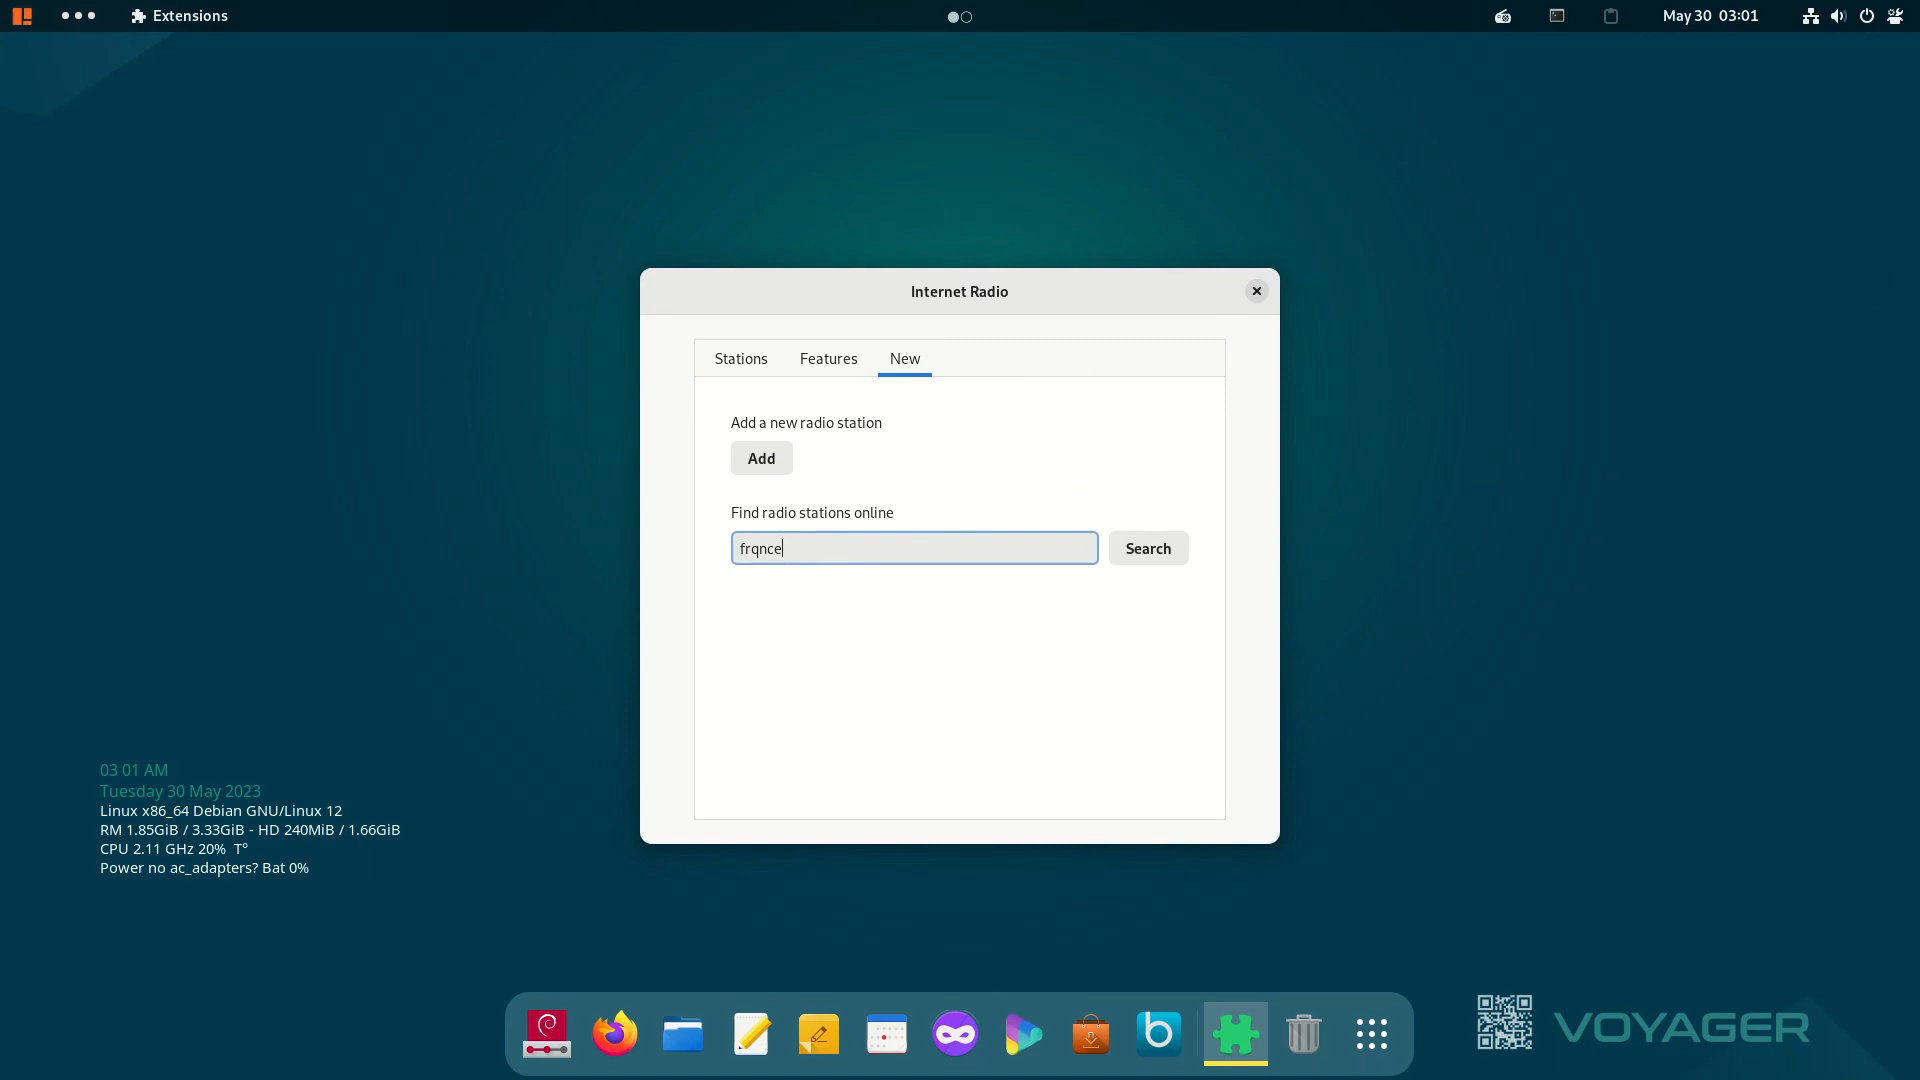 Extensions
May 30 03:01
Internet Radio
Stations Features New
Add a new radio station
Add
Find radio stations online
frqnce
Search
03 01 AM
Tuesday 30 May 2023
Linux x86_64 Debian GNU/Linux 12
RM 1.85GiB / 3.33GiB - HD 240MiB / 1.66GiB
CPU 2.11 GHz 20% T°
Power no ac_adapters? Bat 0%
VOYAGER